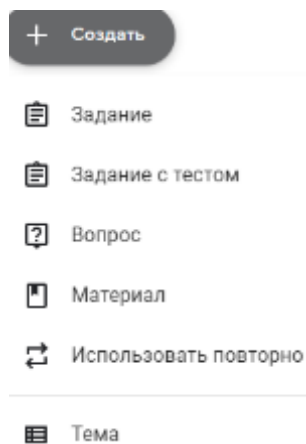 Создать
Задание
Задание с тестом
Вопрос
Материал
Использовать повторно
Тема